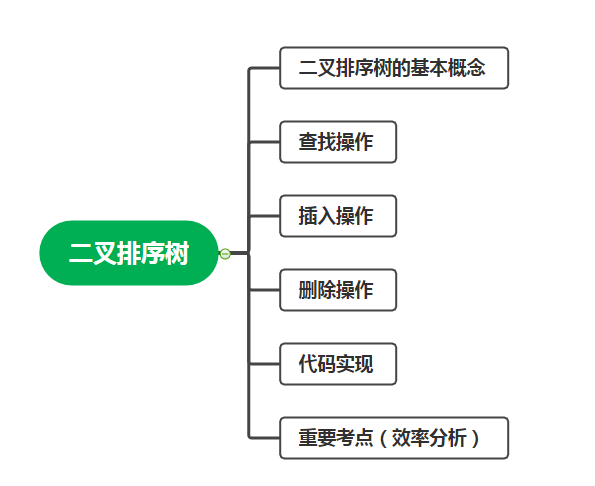 二叉排序树的基本概念
查找操作
插入操作
二叉排序树
删除操作
代码实现
重要考点（效率分析）